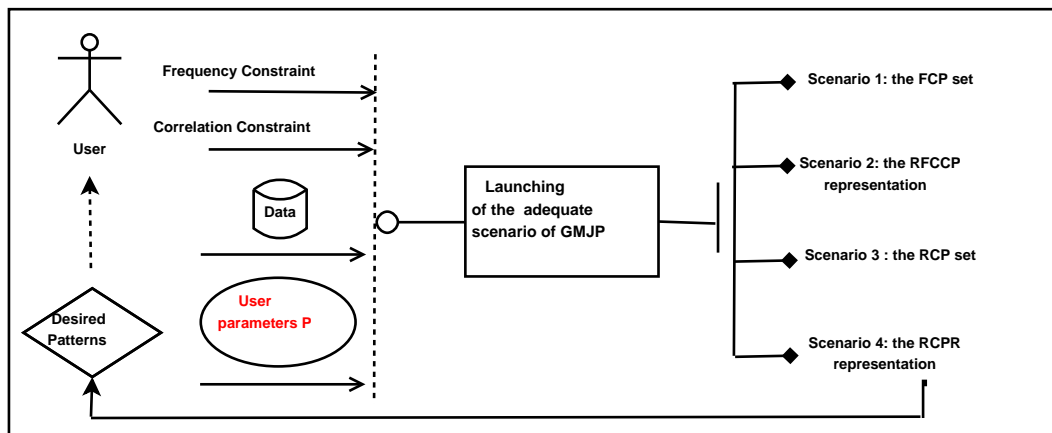 Frequency Constraint
Correlation Constraint
User
Data
User
parameters P
Desired
Patterns
Launching
of the adequate
scenario of GMJP
Scenario 1: the FCP set
Scenario 2: the RFCCP
representation
Scenario 3 : the RCP set
Scenario 4: the RCPR
representation